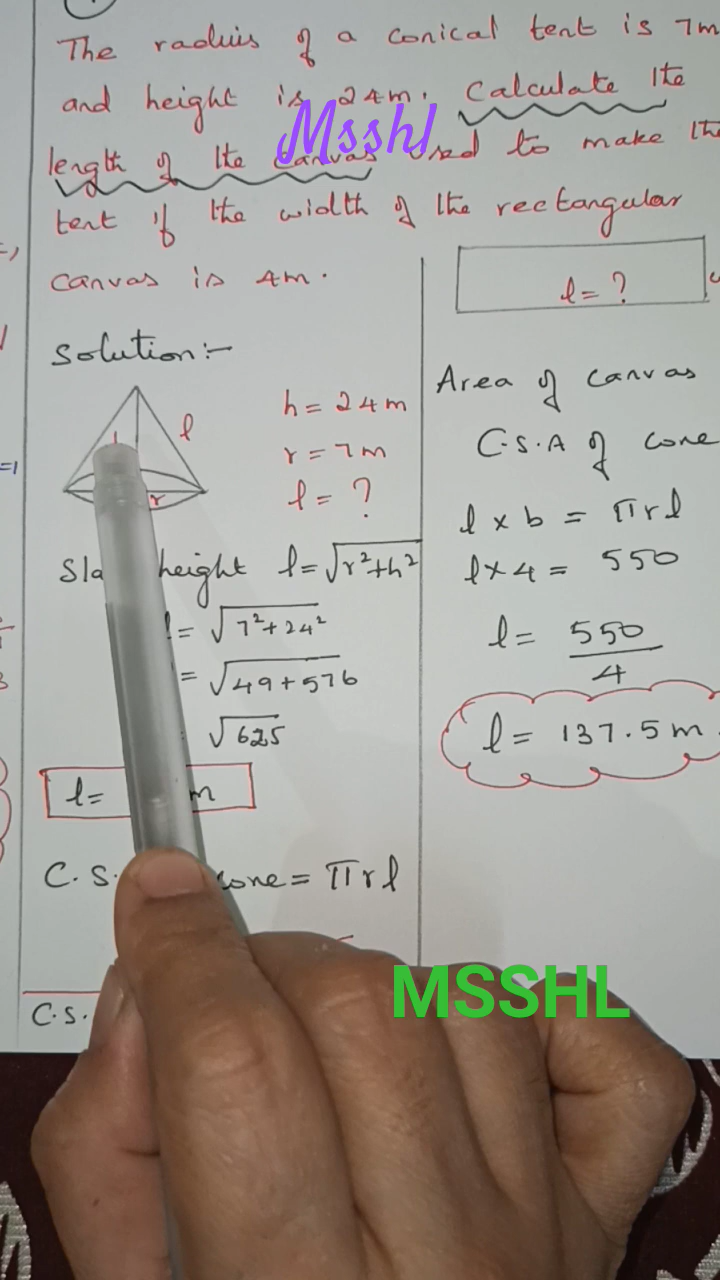 The radius of a conical tent is 7m
and height is 24m. Calculate the
Msshl
length of the canvas used to make the
tent if the width of the rectangular
canvas is 4m.
l = ?
Solution:-
l
r
h = 24m
r = 7m
l = ?
height l = √r²+h²
= √7²+24²
= √49+576
√625
l= m
C.S. cone = πrl
C.S.
Area of canvas
C.S.A of cone
l x b = πrl
l x 4 = 550
l = 550
4
l = 137.5m
MSSHL